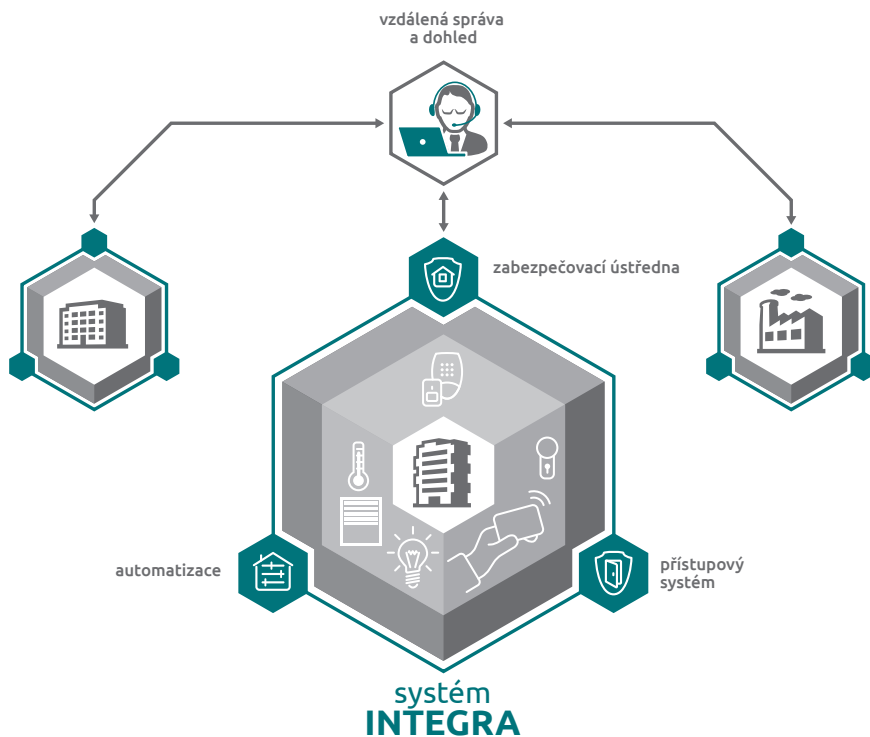 vzdálená správa
a dohled
zabezpečovací ústředna
automatizace
přístupový
systém
systém
INTEGRA